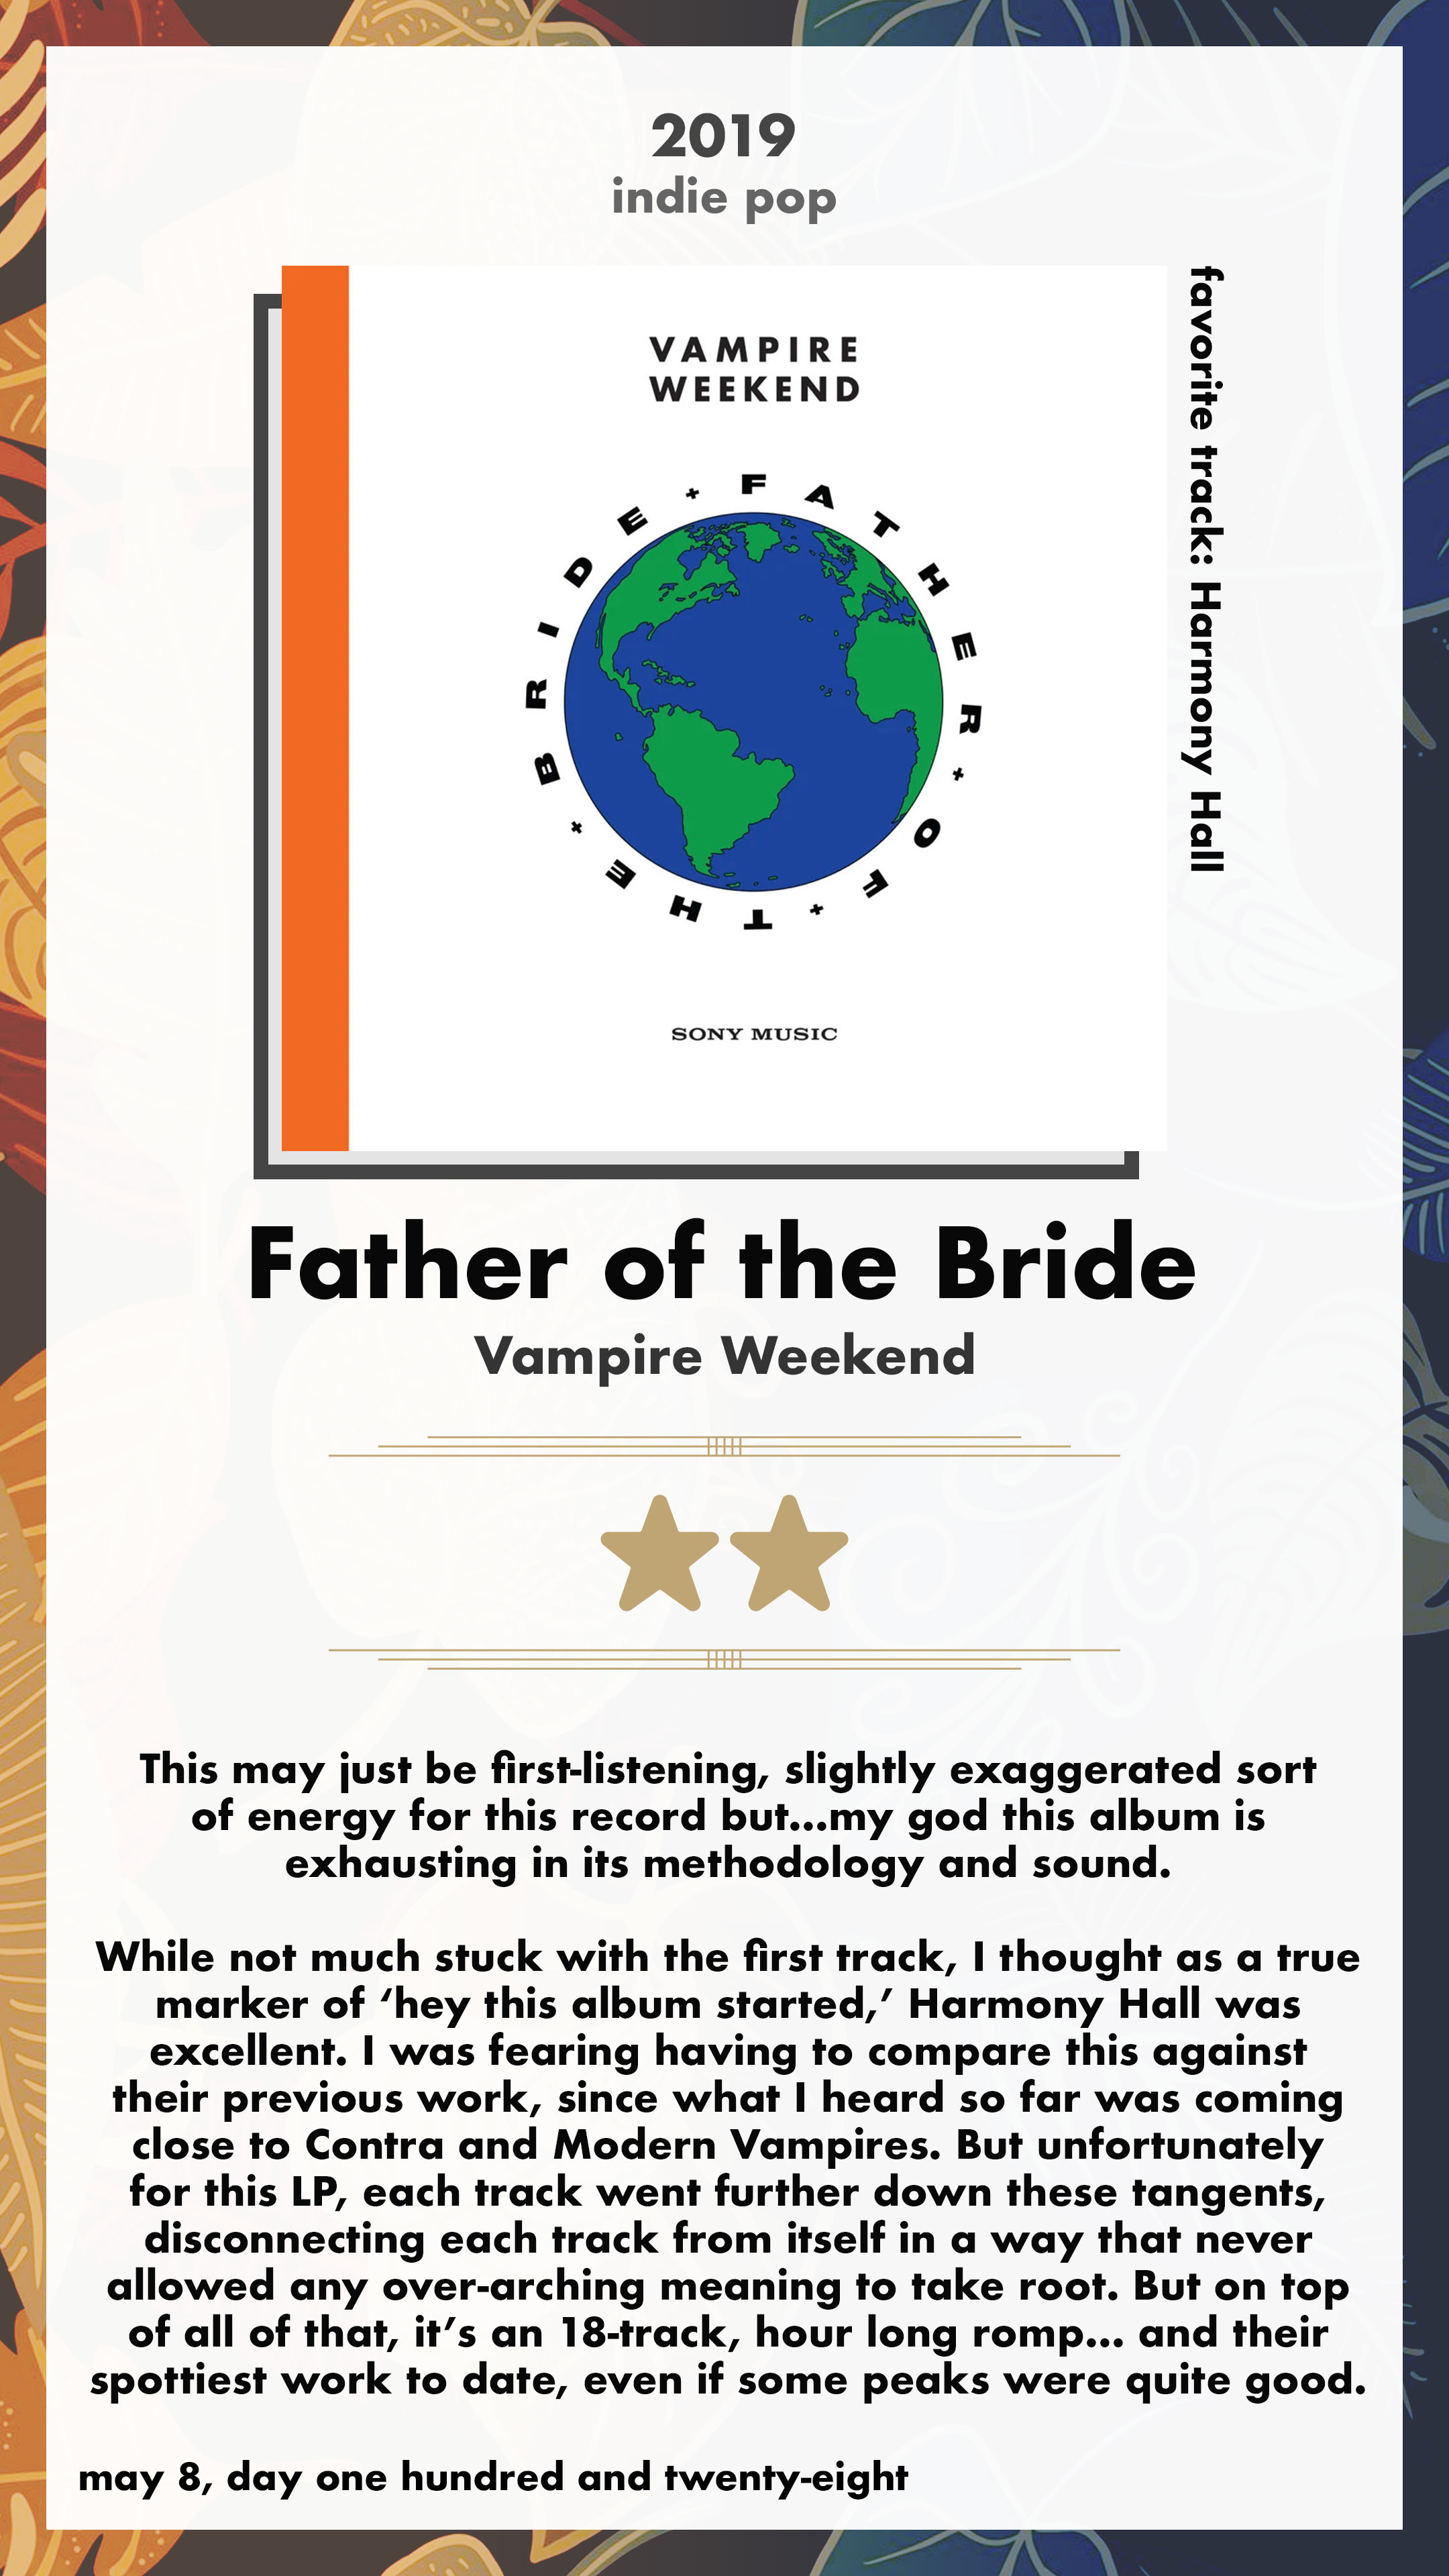 2019
indie pop
VAMPIRE
WEEKEND
FATHER + OF + THE + BRIDE +
SONY MUSIC
favorite track: Harmony Hall
Father of the Bride
Vampire Weekend
This may just be first-listening, slightly exaggerated sort
of energy for this record but...my god this album is
exhausting in its methodology and sound.
While not much stuck with the first track, I thought as a true
marker of ‘hey this album started,’ Harmony Hall was
excellent. I was fearing having to compare this against
their previous work, since what I heard so far was coming
close to Contra and Modern Vampires. But unfortunately
for this LP, each track went further down these tangents,
disconnecting each track from itself in a way that never
allowed any over-arching meaning to take root. But on top
of all of that, it’s an 18-track, hour long romp... and their
spottiest work to date, even if some peaks were quite good.
may 8, day one hundred and twenty-eight